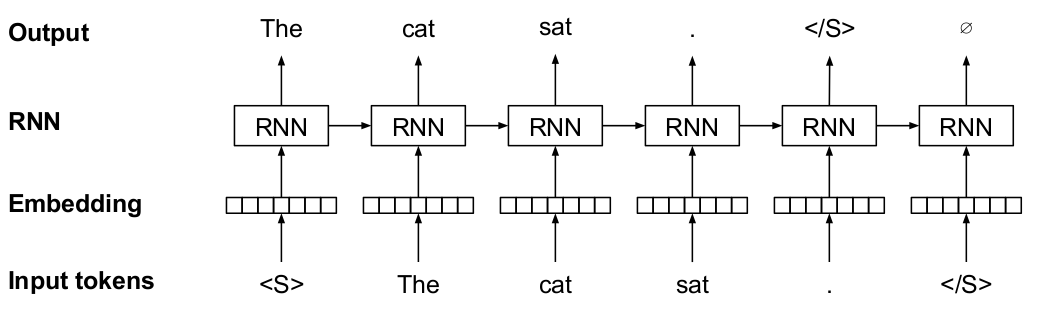 Output The cat sat . </S> ∅
RNN RNN RNN RNN RNN RNN RNN
Embedding
Input tokens <S> The cat sat . </S>